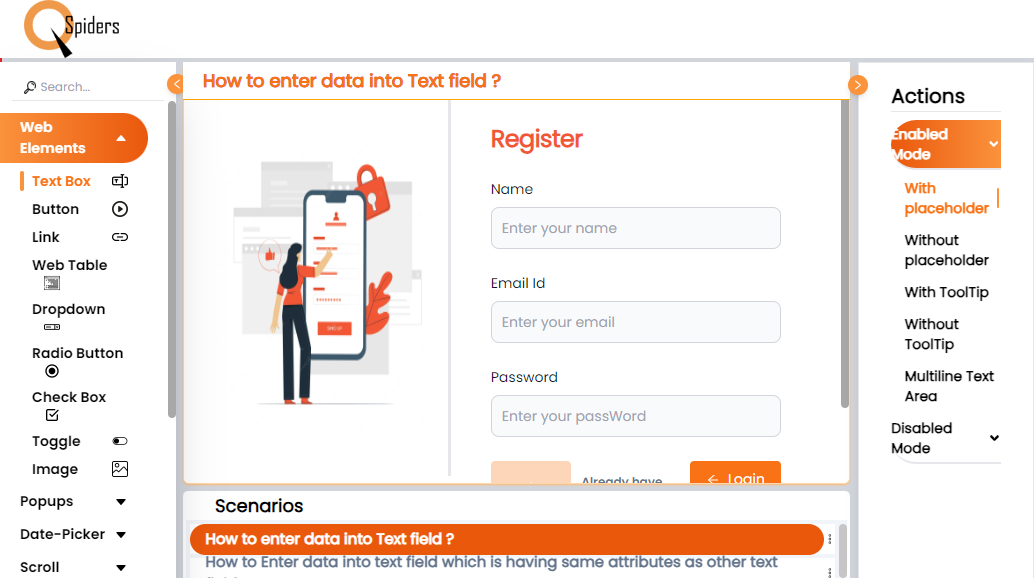 Spiders
Search...
Web
Elements
Text Box
Button
Link
Web Table
Dropdown
Radio Button
Check Box
Toggle
Image
Popups
Date-Picker
Scroll
How to enter data into Text field ?
Register
Name
Enter your name
Email Id
Enter your email
Password
Enter your passWord
Already have
Login
Scenarios
How to enter data into Text field ?
How to Enter data into text field which is having same attributes as other text
Actions
Enabled
Mode
With
placeholder
Without
placeholder
With ToolTip
Without
ToolTip
Multiline Text
Area
Disabled
Mode